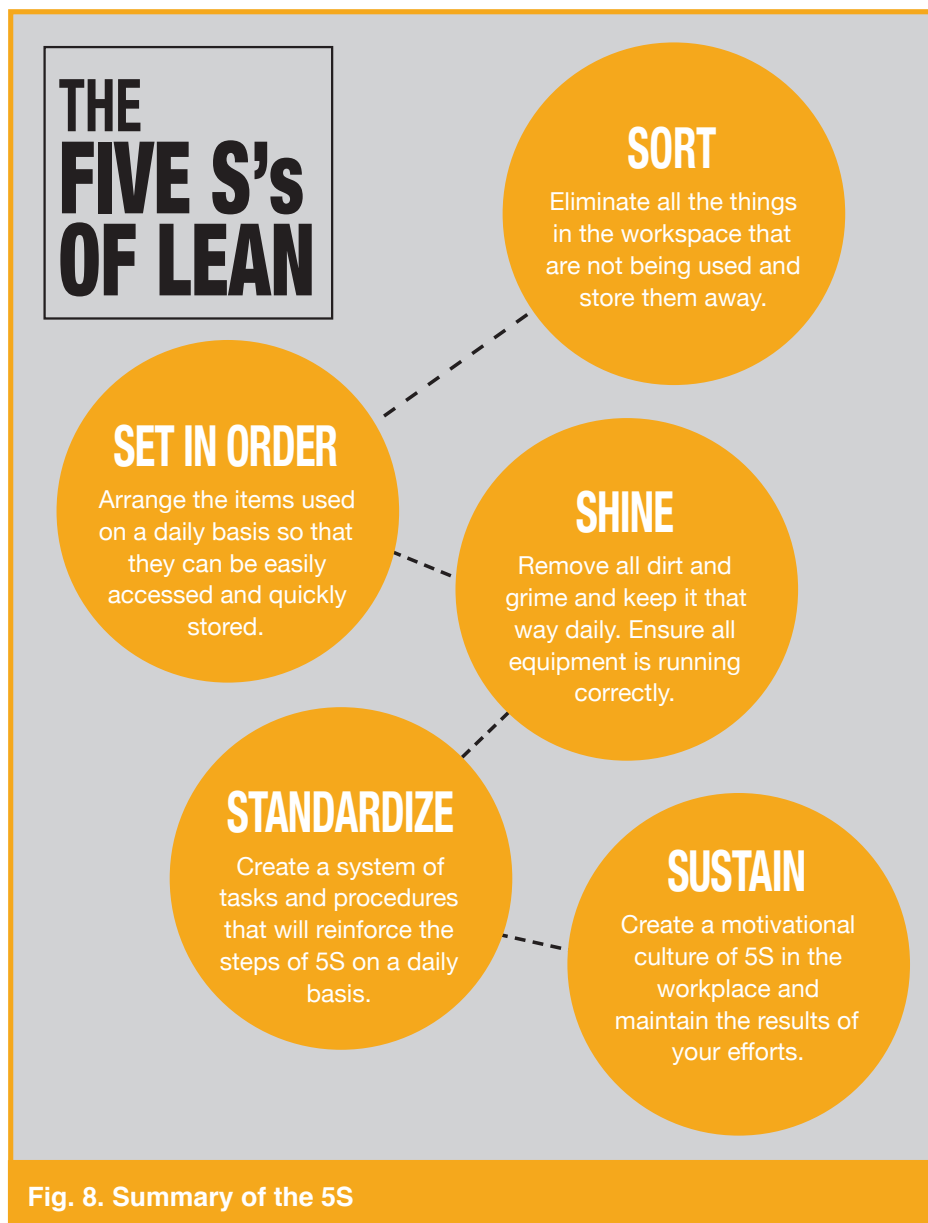 THE
FIVE S's
OF LEAN
SORT
Eliminate all the things
in the workspace that
are not being used and
store them away.
SET IN ORDER
Arrange the items used
on a daily basis so that
they can be easily
accessed and quickly
stored.
SHINE
Remove all dirt and
grime and keep it that
way daily. Ensure all
equipment is running
correctly.
STANDARDIZE
Create a system of
tasks and procedures
that will reinforce the
steps of 5S on a daily
basis.
SUSTAIN
Create a motivational
culture of 5S in the
workplace and
maintain the results of
your efforts.
Fig. 8. Summary of the 5S